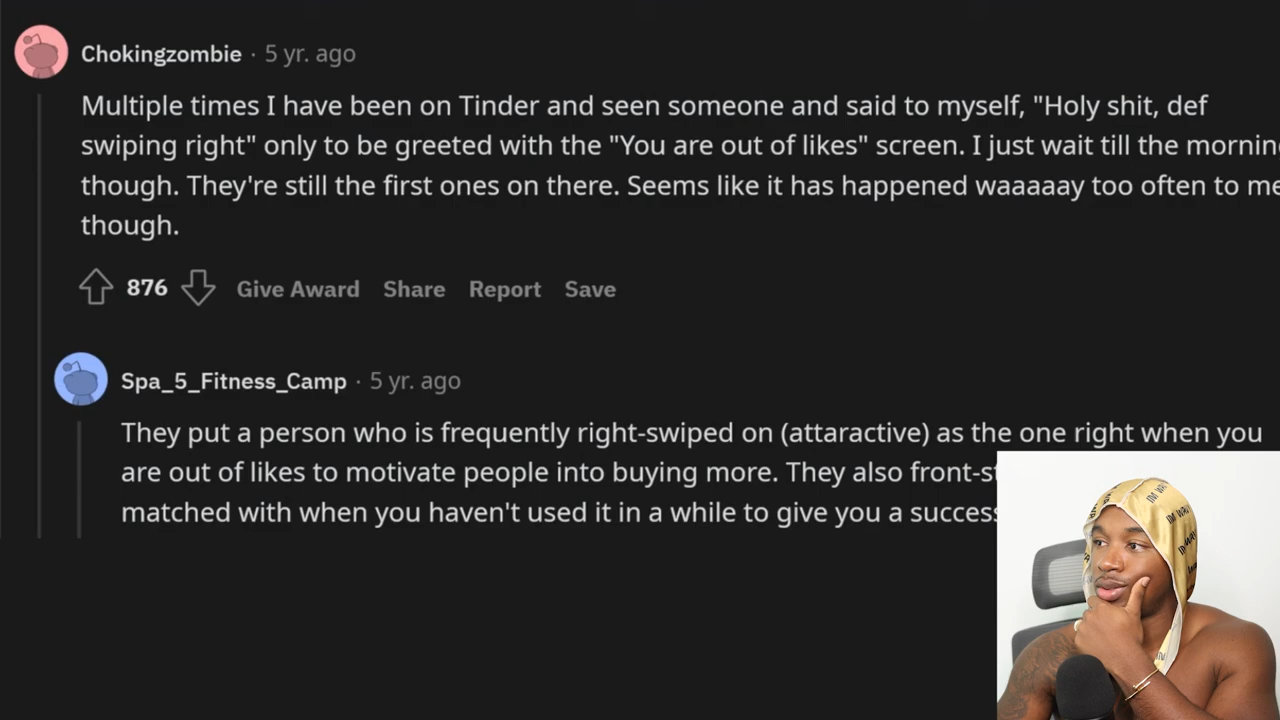 Chokingzombie · 5 yr. ago
Multiple times I have been on Tinder and seen someone and said to myself, "Holy shit, def
swiping right" only to be greeted with the "You are out of likes" screen. I just wait till the
though. They're still the first ones on there. Seems like it has happened waaaaay too often to
though.
876 Give Award Share Report Save
Spa_5_Fitness_Camp · 5 yr. ago
They put a person who is frequently right-swiped on (attaractive) as the one right when you
are out of likes to motivate people into buying more. They also
matched with when you haven't used it in a while to give you a